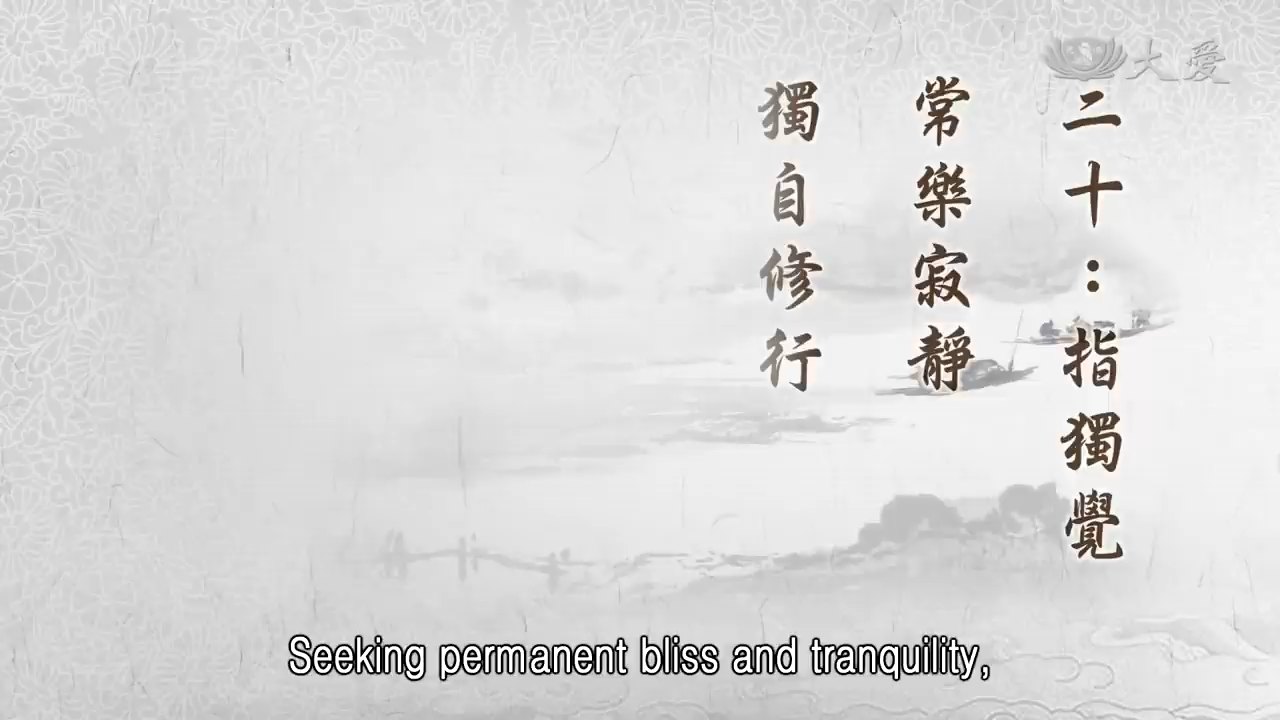 大愛
二十：指獨覺
常樂寂靜
獨自修行
Seeking permanent bliss and tranquility,